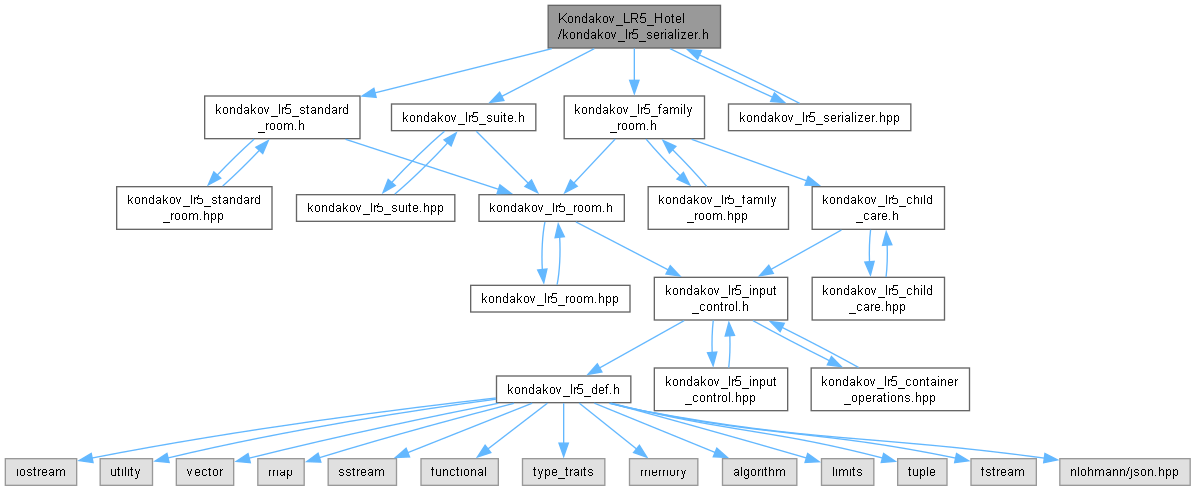 Kondakov_LR5_Hotel
/kondakov_lr5_serializer.h
kondakov_lr5_standard
_room.h
kondakov_lr5_suite.h
kondakov_lr5_family
_room.h
kondakov_lr5_serializer.hpp
kondakov_lr5_standard
_room.hpp
kondakov_lr5_suite.hpp
kondakov_lr5_room.h
kondakov_lr5_family
_room.hpp
kondakov_lr5_child
_care.h
kondakov_lr5_room.hpp
kondakov_lr5_input
_control.h
kondakov_lr5_child
_care.hpp
kondakov_lr5_def.h
kondakov_lr5_input
_control.hpp
kondakov_lr5_container
_operations.hpp
iostream
utility
vector
map
sstream
functional
type_traits
memory
algorithm
limits
tuple
fstream
nlohmann/json.hpp